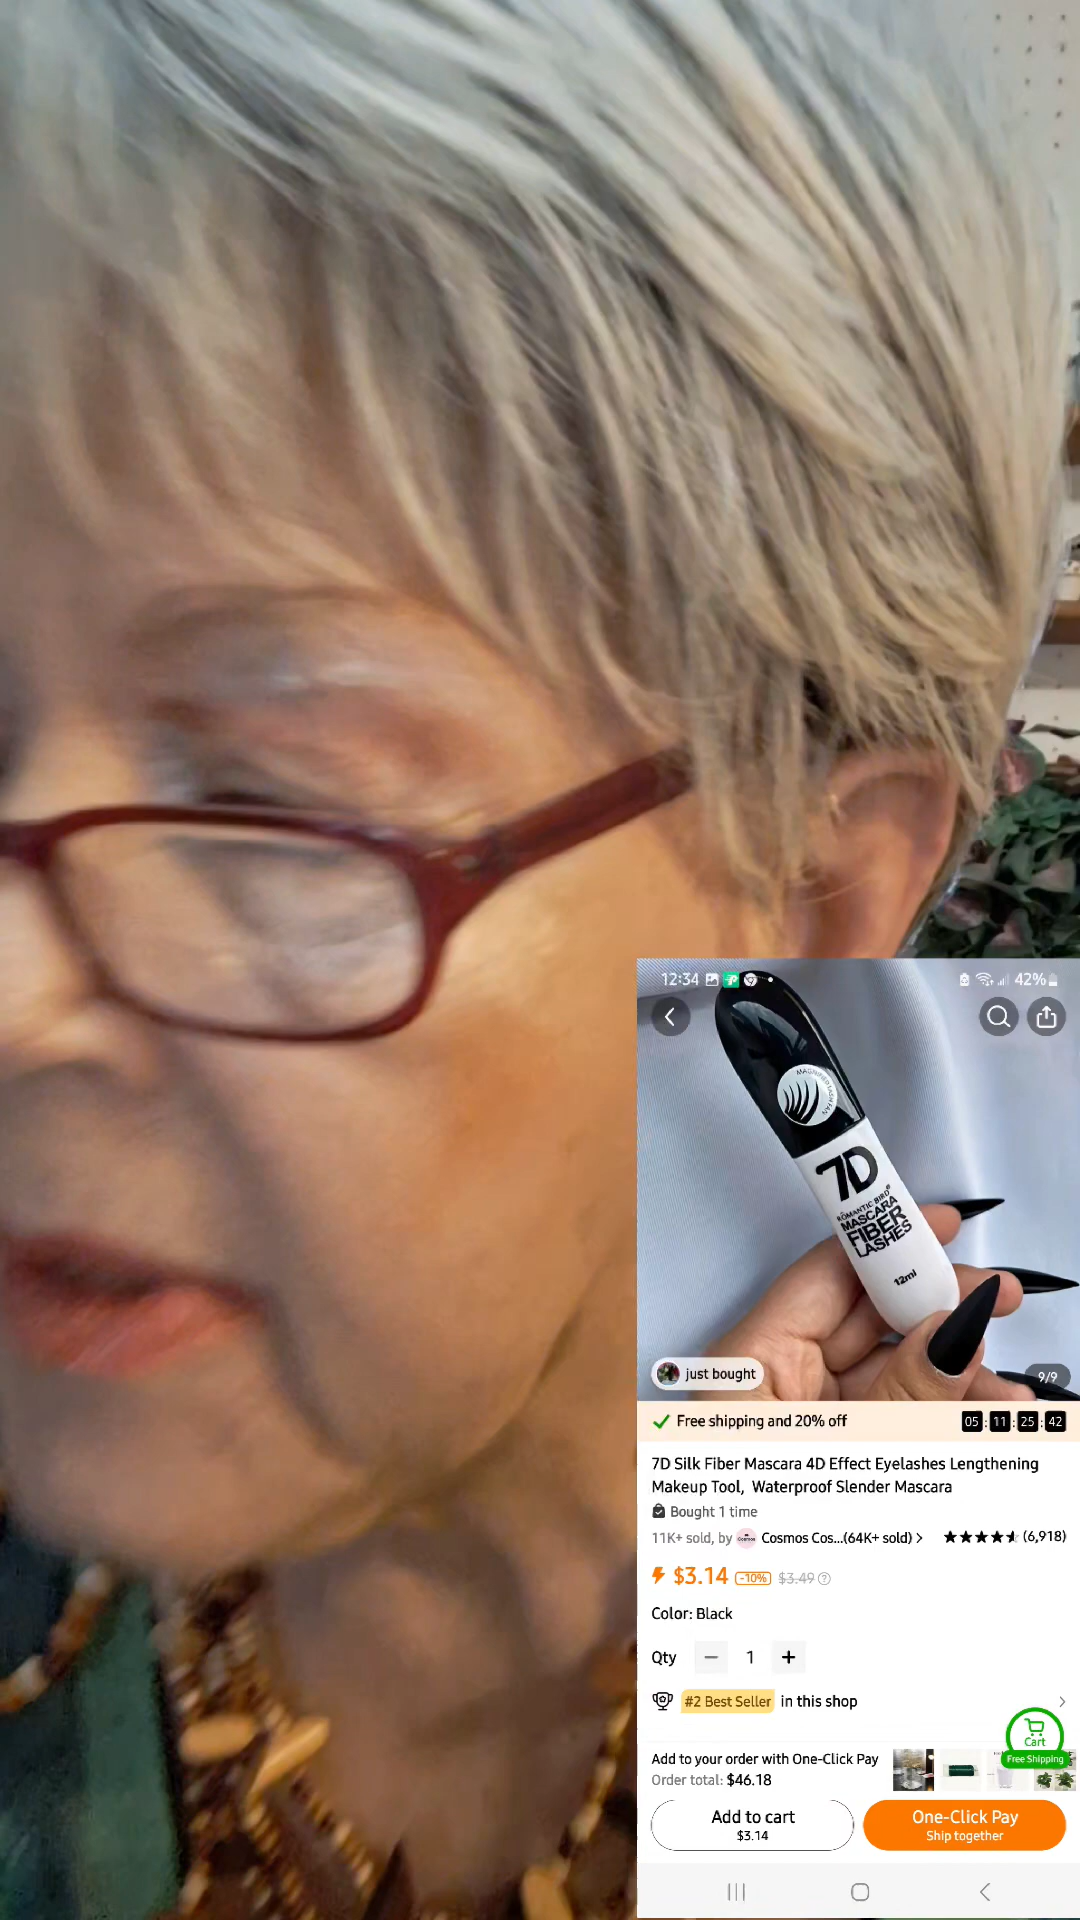 12:34
42%
MAGNIFIED LASH FAN
7D
ROMANTIC BIRD®
MASCARA
FIBER
LASHES
12ml
just bought
9/9
Free shipping and 20% off
05:11:25:42
7D Silk Fiber Mascara 4D Effect Eyelashes Lengthening
Makeup Tool, Waterproof Slender Mascara
Bought 1 time
11K+ sold, by Cosmos Cos...(64K+ sold) > (6,918)
$3.14 -10% $3.49
Color: Black
Qty − 1 +
#2 Best Seller in this shop
Cart
Free Shipping
Add to your order with One-Click Pay
Order total: $46.18
Add to cart
$3.14
One-Click Pay
Ship together